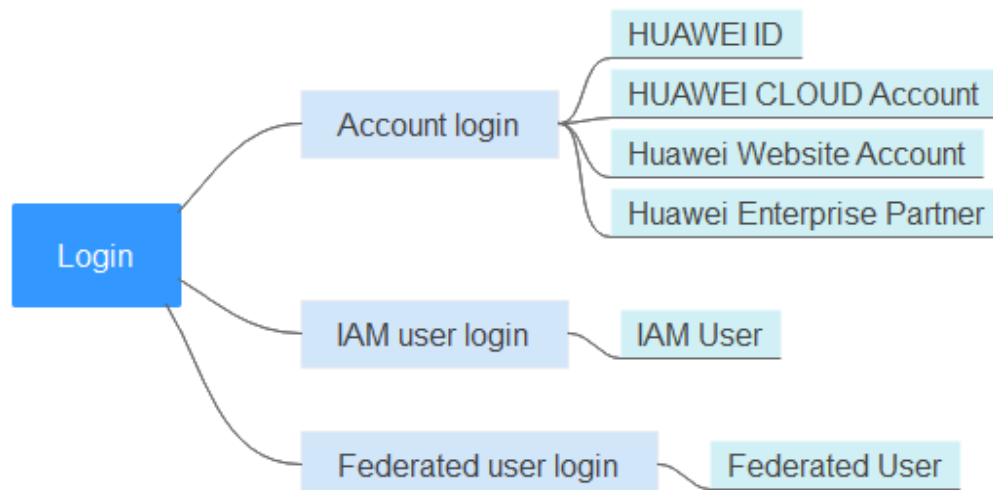 Login
Account login
HUAWEI ID
HUAWEI CLOUD Account
Huawei Website Account
Huawei Enterprise Partner
IAM user login
IAM User
Federated user login
Federated User